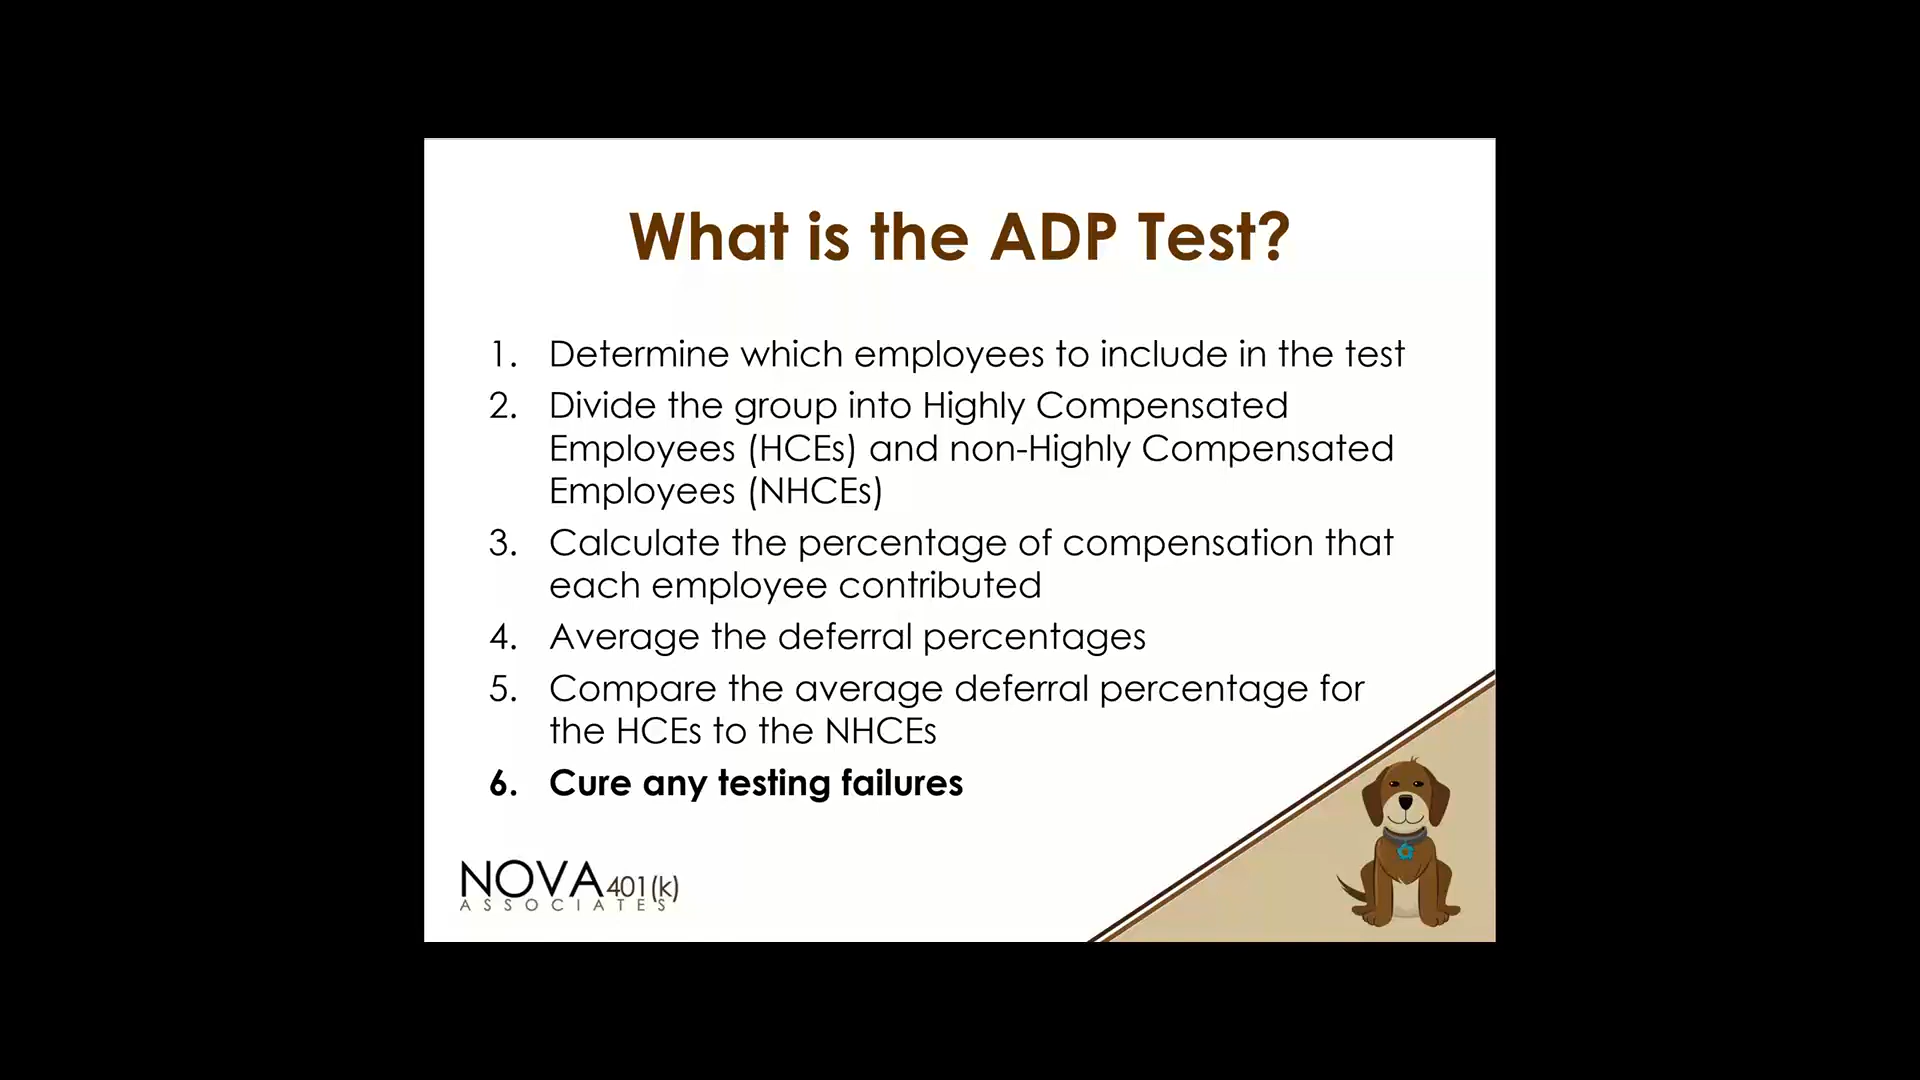 What is the ADP Test?
1. Determine which employees to include in the test
2. Divide the group into Highly Compensated
Employees (HCEs) and non-Highly Compensated
Employees (NHCEs)
3. Calculate the percentage of compensation that
each employee contributed
4. Average the deferral percentages
5. Compare the average deferral percentage for
the HCEs to the NHCEs
6. Cure any testing failures
NOVA 401(k)
ASSOCIATES